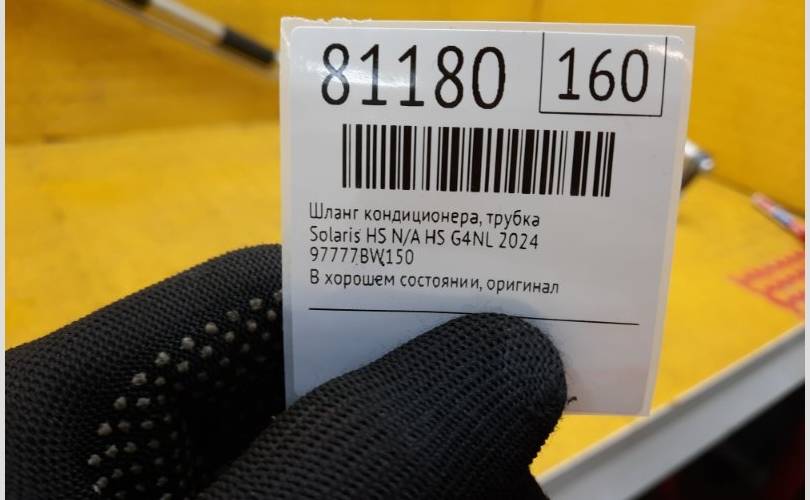 81180 160
Шланг кондиционера, трубка
Solaris HS N/A HS G4NL 2024
97777BW150
В хорошем состоянии, оригинал